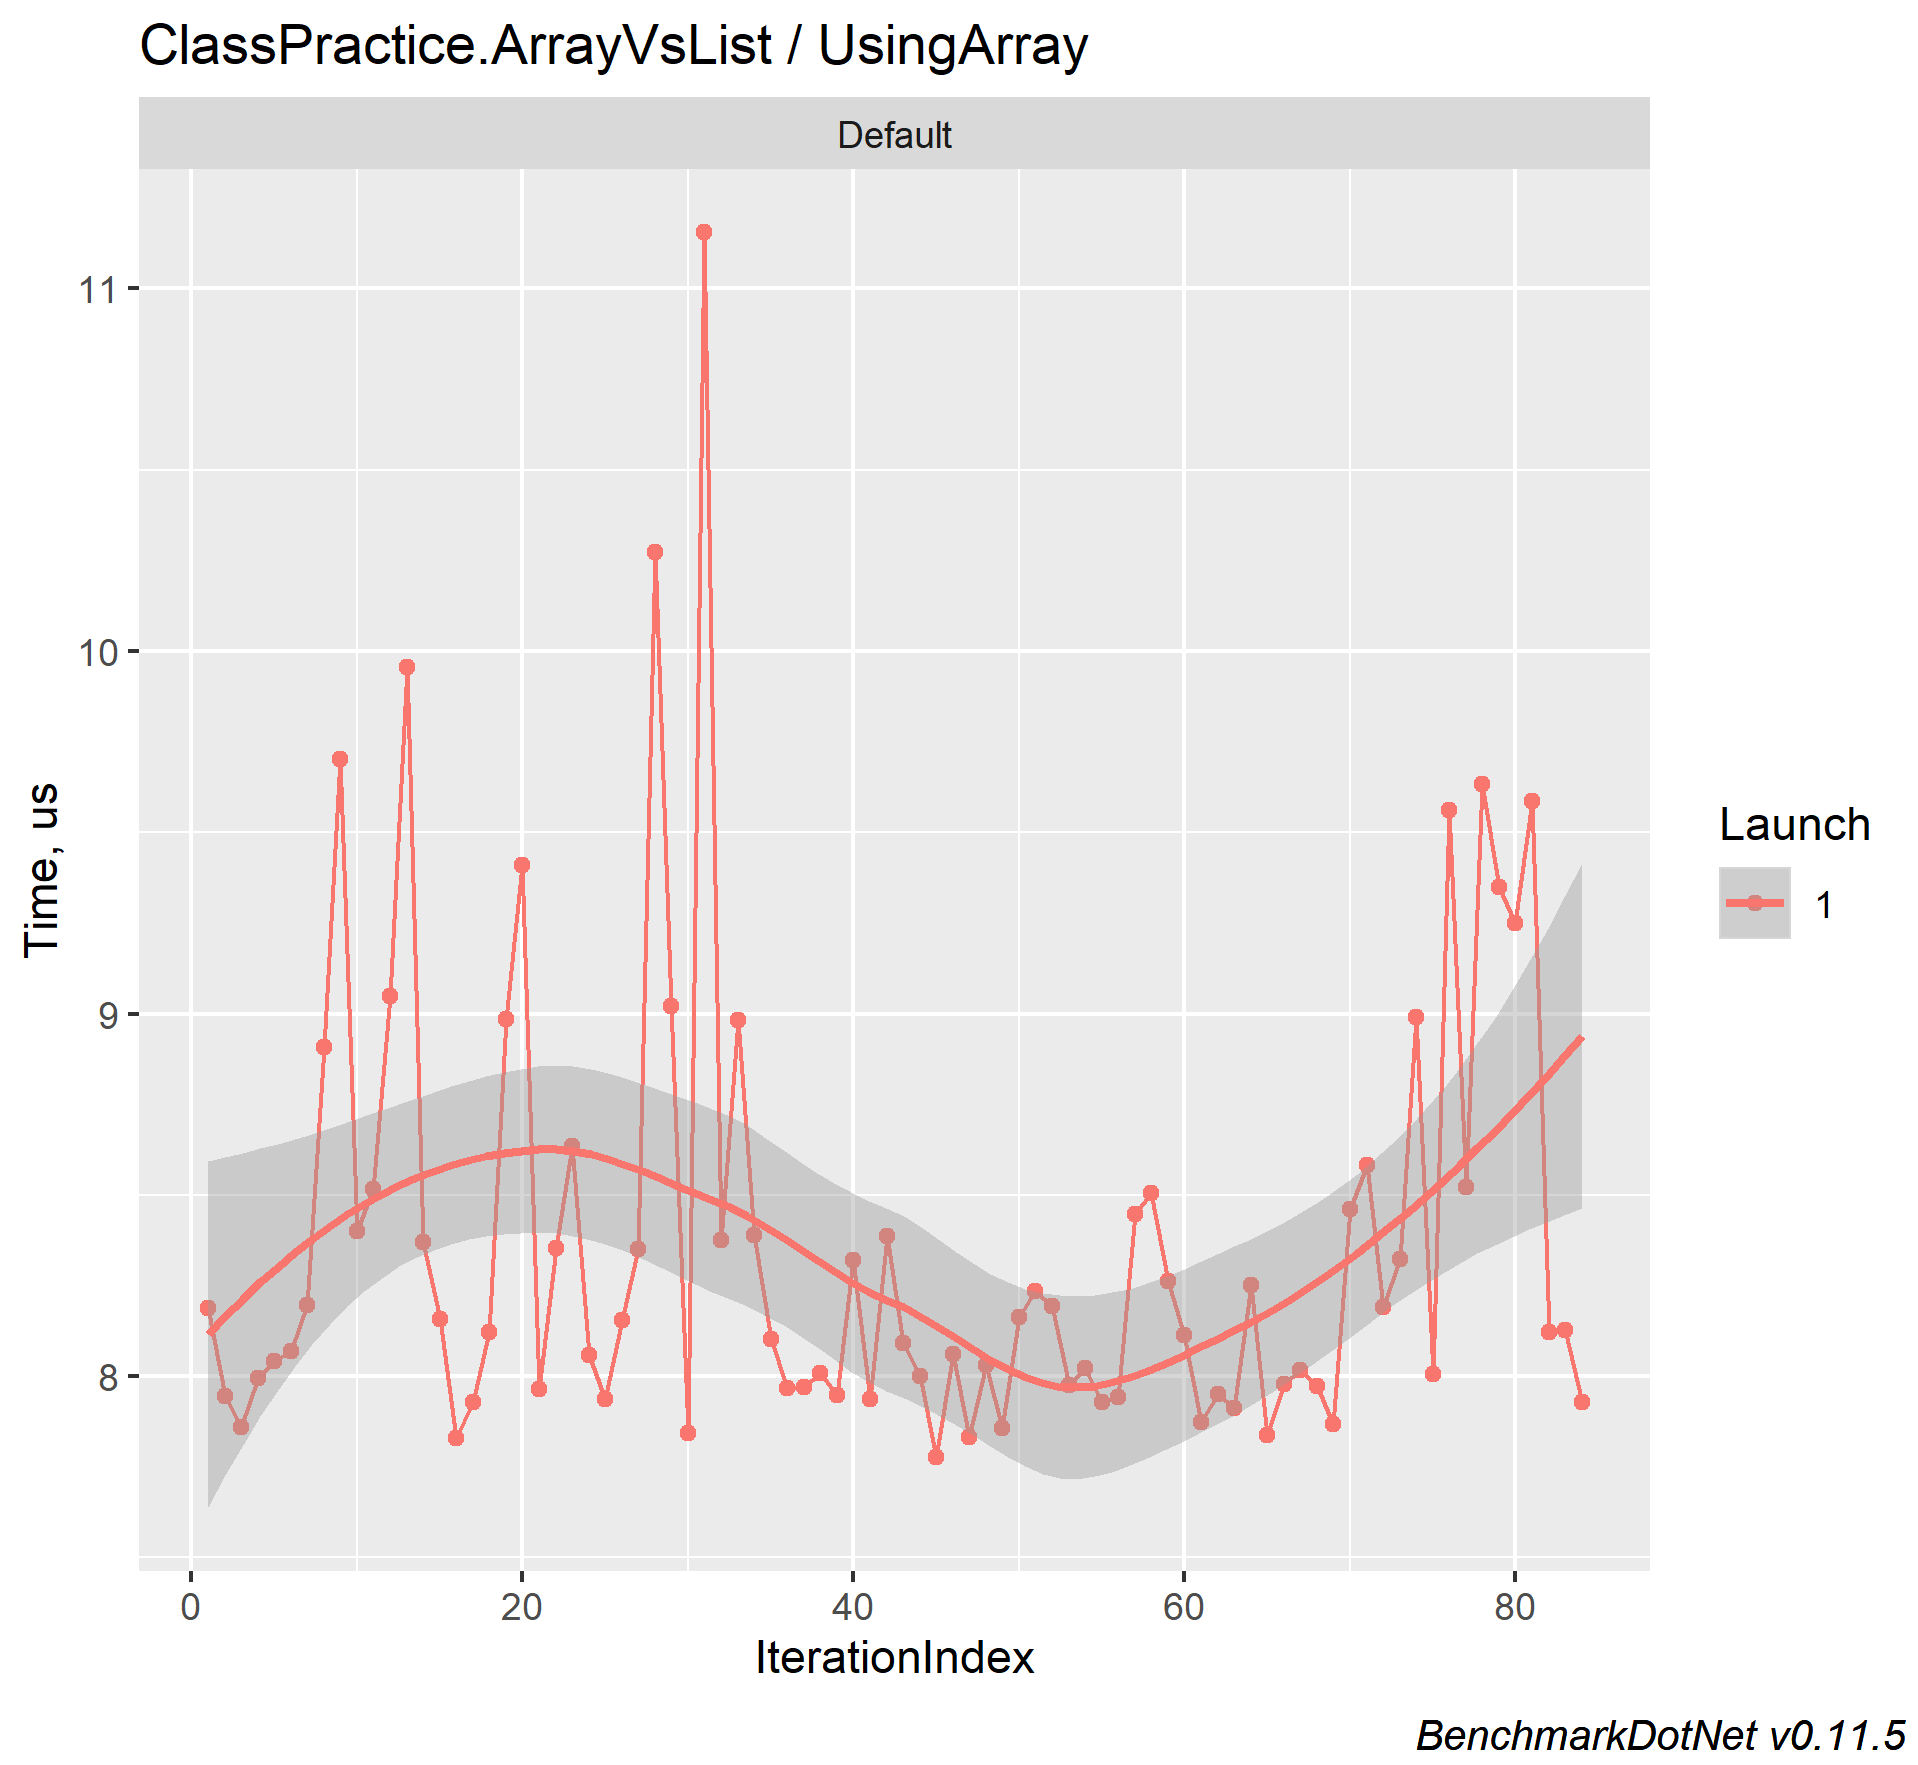 ClassPractice.ArrayVsList / UsingArray
Default
11
10
9
8
Time, us
0 20 40 60 80
IterationIndex
Launch
1
BenchmarkDotNet v0.11.5